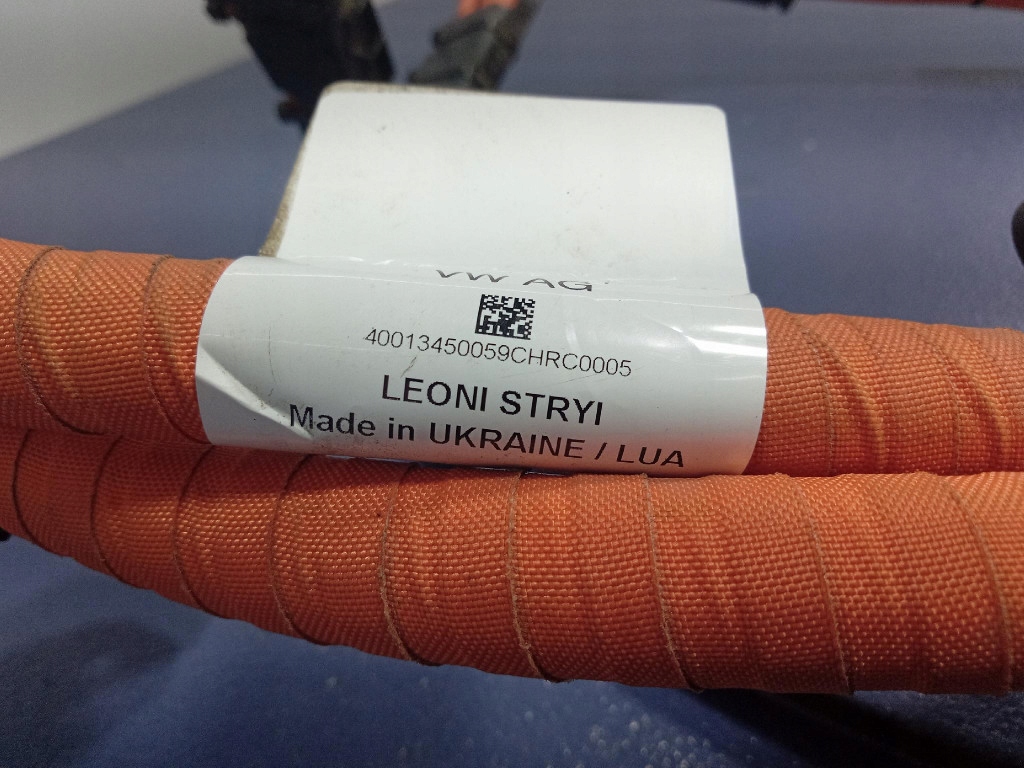 VW AG
40013450059CHRC0005
LEONI STRYI
Made in UKRAINE / LUA